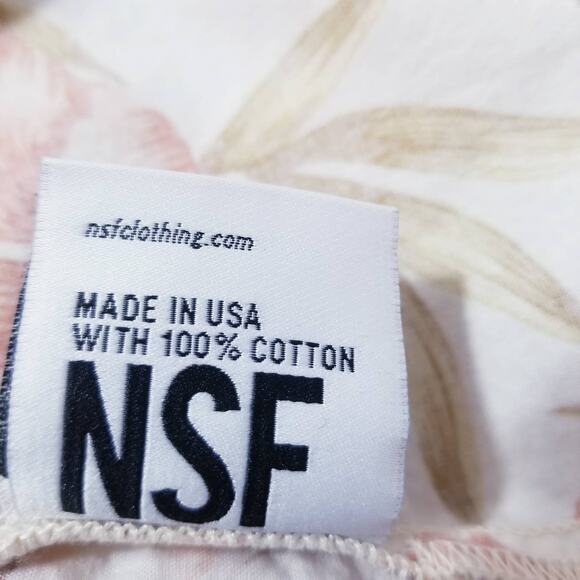 nsfclothing.com
MADE IN USA
WITH 100% COTTON
NSF